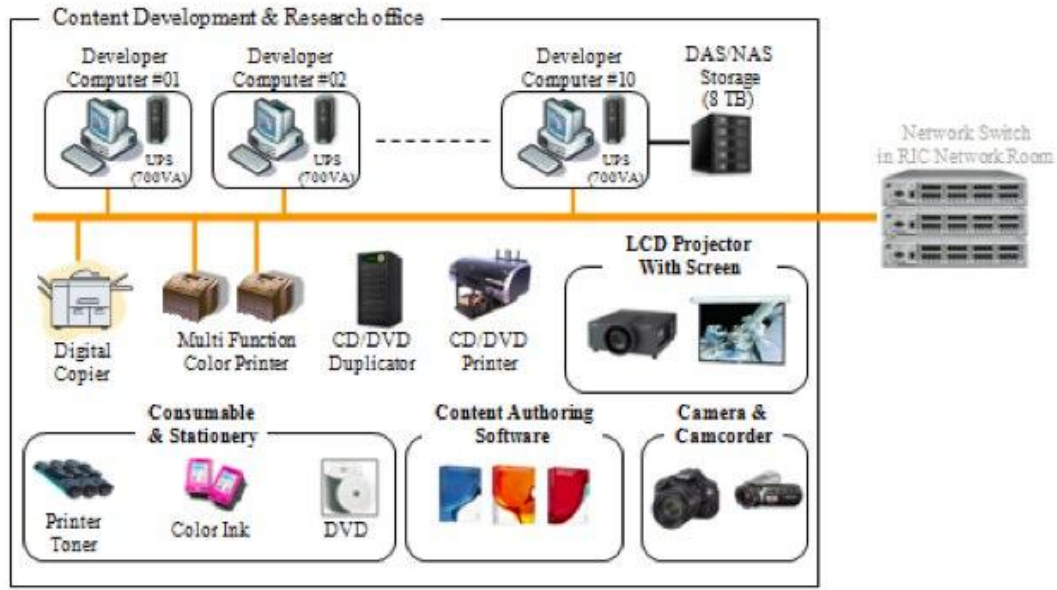 Content Development & Research office
Developer
Computer #01
UPS
(700VA)
Developer
Computer #02
UPS
(700VA)
Developer
Computer #10
UPS
(700VA)
DAS/NAS
Storage
(8 TB)
Network Switch
in RIC Network Room
Digital
Copier
Multi Function
Color Printer
CD/DVD
Duplicator
CD/DVD
Printer
LCD Projector
With Screen
Consumable
& Stationery
Printer
Toner
Color Ink
DVD
Content Authoring
Software
Camera &
Camcorder